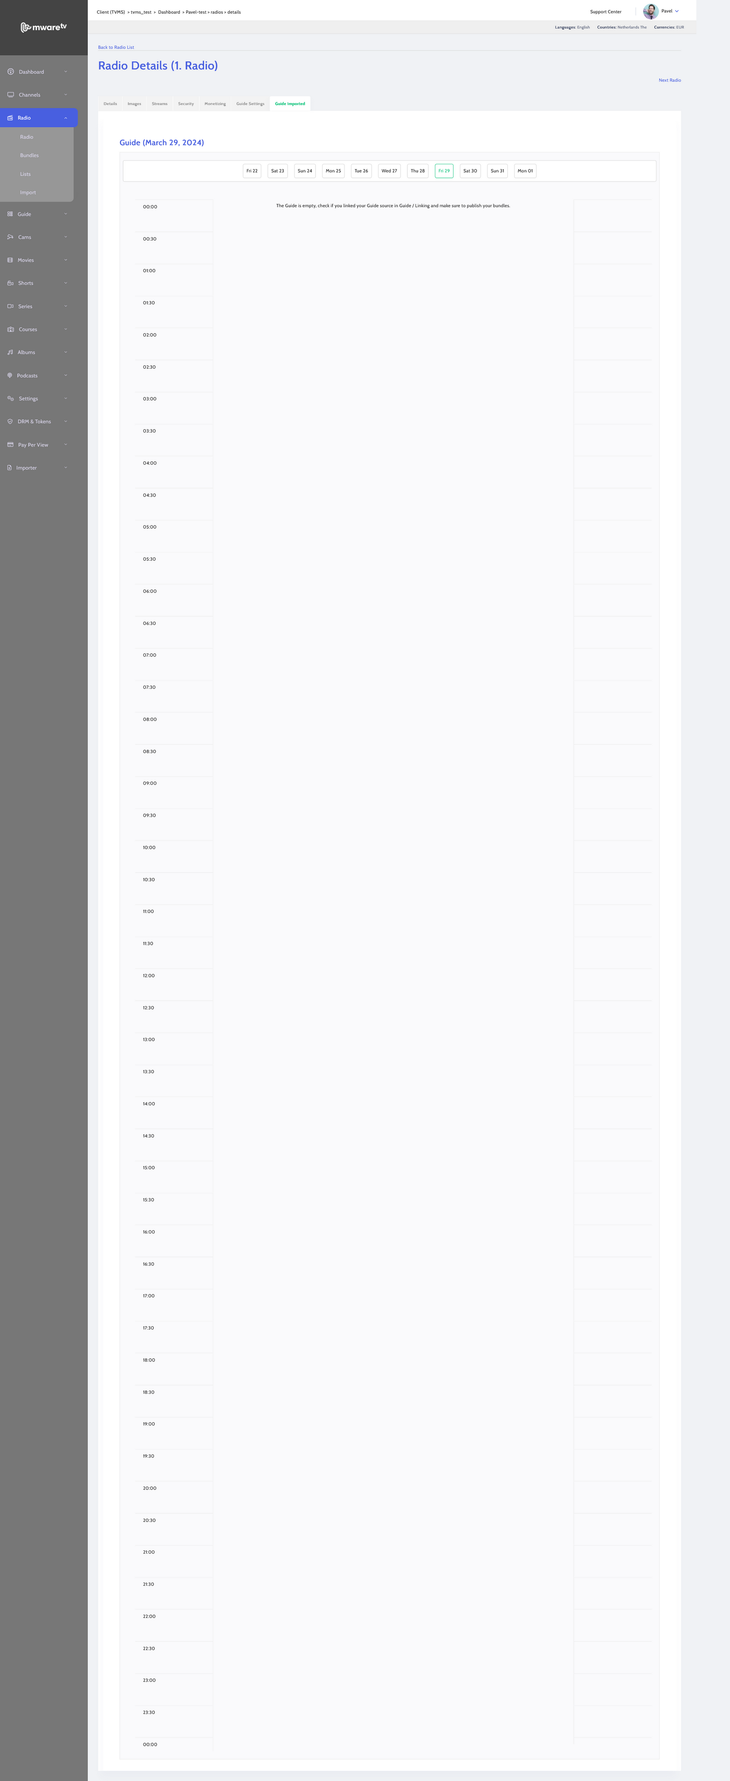 mwaretv
Client (TVMS) > tvms_test > Dashboard > Pavel-test > radios > details
Support Center
Pavel
Languages: English Countries: Netherlands The Currencies: EUR
Dashboard
Channels
Radio
Radio
Bundles
Lists
Import
Guide
Cams
Movies
Shorts
Series
Courses
Albums
Podcasts
Settings
DRM & Tokens
Pay Per View
Importer
Back to Radio List
Radio Details (1. Radio)
Next Radio
Details Images Streams Security Monetizing Guide Settings Guide Imported
Guide (March 29, 2024)
Fri 22 Sat 23 Sun 24 Mon 25 Tue 26 Wed 27 Thu 28 Fri 29 Sat 30 Sun 31 Mon 01
The Guide is empty, check if you linked your Guide source in Guide / Linking and make sure to publish your bundles.
00:00
00:30
01:00
01:30
02:00
02:30
03:00
03:30
04:00
04:30
05:00
05:30
06:00
06:30
07:00
07:30
08:00
08:30
09:00
09:30
10:00
10:30
11:00
11:30
12:00
12:30
13:00
13:30
14:00
14:30
15:00
15:30
16:00
16:30
17:00
17:30
18:00
18:30
19:00
19:30
20:00
20:30
21:00
21:30
22:00
22:30
23:00
23:30
00:00